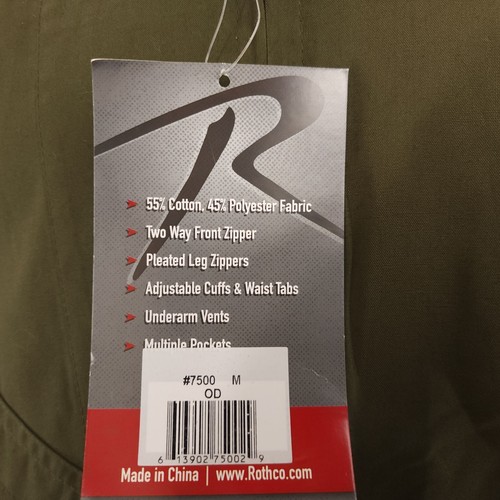 55% Cotton, 45% Polyester Fabric
Two Way Front Zipper
Pleated Leg Zippers
Adjustable Cuffs & Waist Tabs
Underarm Vents
Multiple Pockets
#7500 M
OD
6 13902 75002 9
Made in China | www.Rothco.com